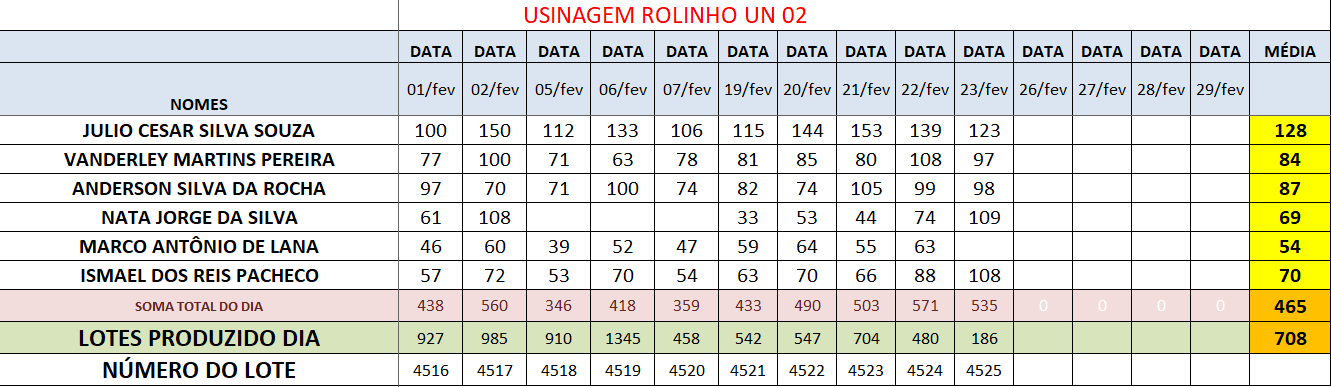 USINAGEM ROLINHO UN 02
DATA DATA DATA DATA DATA DATA DATA DATA DATA DATA DATA DATA DATA DATA MÉDIA
NOMES 01/fev 02/fev 05/fev 06/fev 07/fev 19/fev 20/fev 21/fev 22/fev 23/fev 26/fev 27/fev 28/fev 29/fev
JULIO CESAR SILVA SOUZA 100 150 112 133 106 115 144 153 139 123 128
VANDERLEY MARTINS PEREIRA 77 100 71 63 78 81 85 80 108 97 84
ANDERSON SILVA DA ROCHA 97 70 71 100 74 82 74 105 99 98 87
NATA JORGE DA SILVA 61 108 33 53 44 74 109 69
MARCO ANTÔNIO DE LANA 46 60 39 52 47 59 64 55 63 54
ISMAEL DOS REIS PACHECO 57 72 53 70 54 63 70 66 88 108 70
SOMA TOTAL DO DIA 438 560 346 418 359 433 490 503 571 535 0 0 0 0 465
LOTES PRODUZIDO DIA 927 985 910 1345 458 542 547 704 480 186 708
NÚMERO DO LOTE 4516 4517 4518 4519 4520 4521 4522 4523 4524 4525